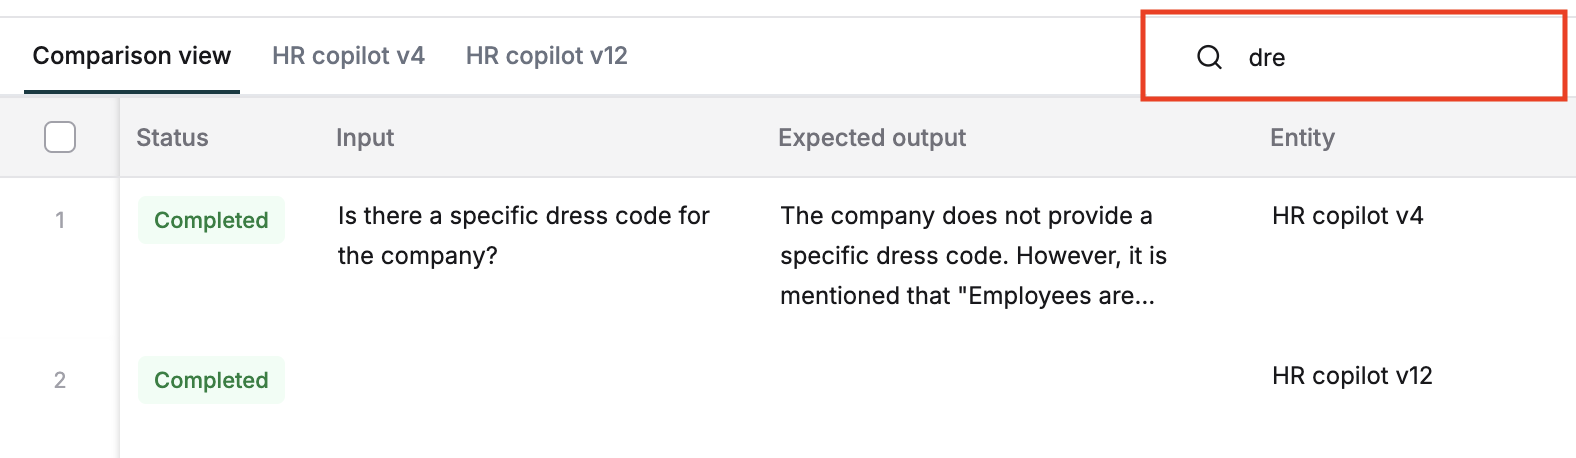 Comparison view HR copilot v4 HR copilot v12 dre
Status Input Expected output Entity
1 Completed Is there a specific dress code for The company does not provide a HR copilot v4
the company? specific dress code. However, it is
mentioned that "Employees are...
2 Completed HR copilot v12